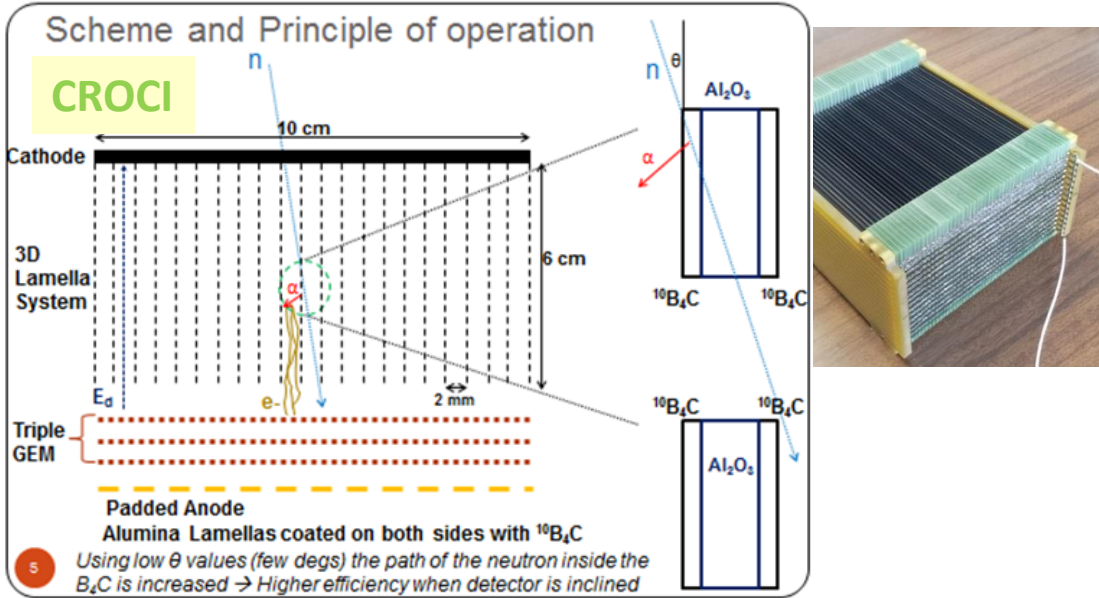 Scheme and Principle of operation
CROCI
n
10 cm
Cathode
3D
Lamella
System
6 cm
α
E_d
e-
2 mm
Triple
GEM
Padded Anode
Alumina Lamellas coated on both sides with ¹⁰B₄C
5
Using low θ values (few degs) the path of the neutron inside the
B₄C is increased → Higher efficiency when detector is inclined
n
θ
Al₂O₃
α
¹⁰B₄C ¹⁰B₄C
¹⁰B₄C ¹⁰B₄C
Al₂O₃